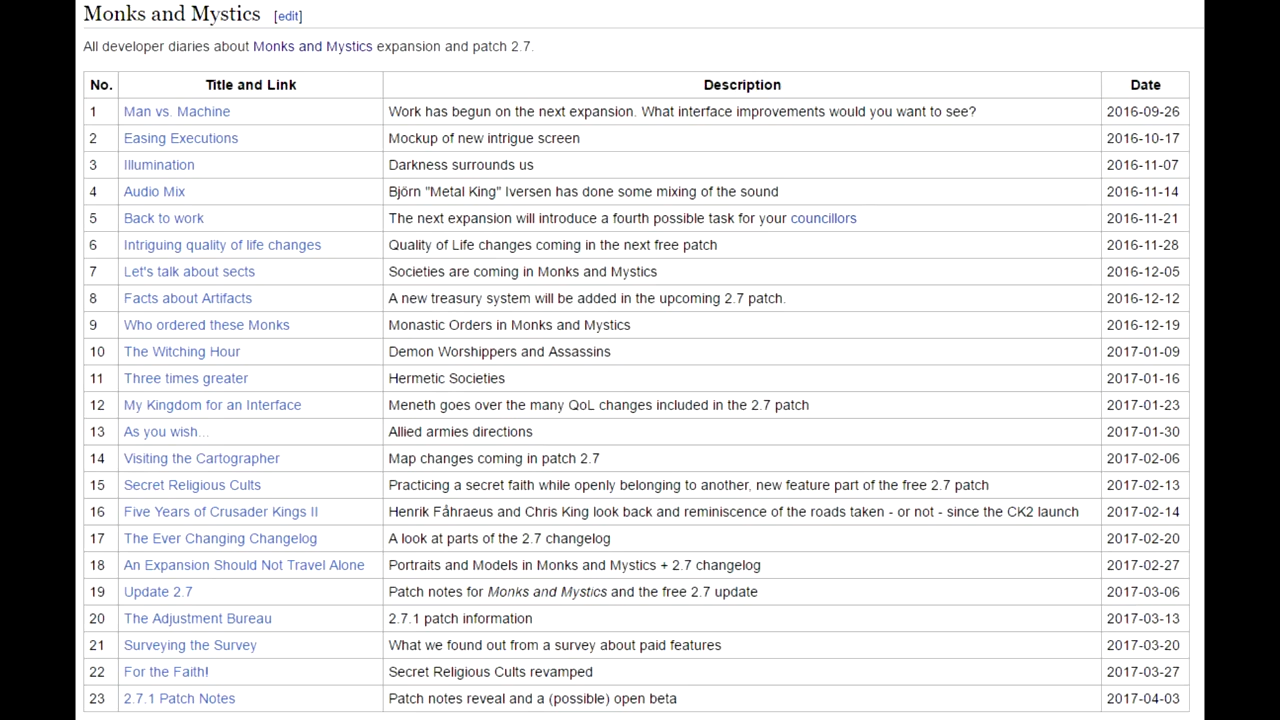 Monks and Mystics [edit]
All developer diaries about Monks and Mystics expansion and patch 2.7.
No. Title and Link Description Date
1 Man vs. Machine Work has begun on the next expansion. What interface improvements would you want to see? 2016-09-26
2 Easing Executions Mockup of new intrigue screen 2016-10-17
3 Illumination Darkness surrounds us 2016-11-07
4 Audio Mix Björn "Metal King" Iversen has done some mixing of the sound 2016-11-14
5 Back to work The next expansion will introduce a fourth possible task for your councillors 2016-11-21
6 Intriguing quality of life changes Quality of Life changes coming in the next free patch 2016-11-28
7 Let's talk about sects Societies are coming in Monks and Mystics 2016-12-05
8 Facts about Artifacts A new treasury system will be added in the upcoming 2.7 patch. 2016-12-12
9 Who ordered these Monks Monastic Orders in Monks and Mystics 2016-12-19
10 The Witching Hour Demon Worshippers and Assassins 2017-01-09
11 Three times greater Hermetic Societies 2017-01-16
12 My Kingdom for an Interface Meneth goes over the many QoL changes included in the 2.7 patch 2017-01-23
13 As you wish... Allied armies directions 2017-01-30
14 Visiting the Cartographer Map changes coming in patch 2.7 2017-02-06
15 Secret Religious Cults Practicing a secret faith while openly belonging to another, new feature part of the free 2.7 patch 2017-02-13
16 Five Years of Crusader Kings II Henrik Fåhraeus and Chris King look back and reminiscence of the roads taken - or not - since the CK2 launch 2017-02-14
17 The Ever Changing Changelog A look at parts of the 2.7 changelog 2017-02-20
18 An Expansion Should Not Travel Alone Portraits and Models in Monks and Mystics + 2.7 changelog 2017-02-27
19 Update 2.7 Patch notes for Monks and Mystics and the free 2.7 update 2017-03-06
20 The Adjustment Bureau 2.7.1 patch information 2017-03-13
21 Surveying the Survey What we found out from a survey about paid features 2017-03-20
22 For the Faith! Secret Religious Cults revamped 2017-03-27
23 2.7.1 Patch Notes Patch notes reveal and a (possible) open beta 2017-04-03